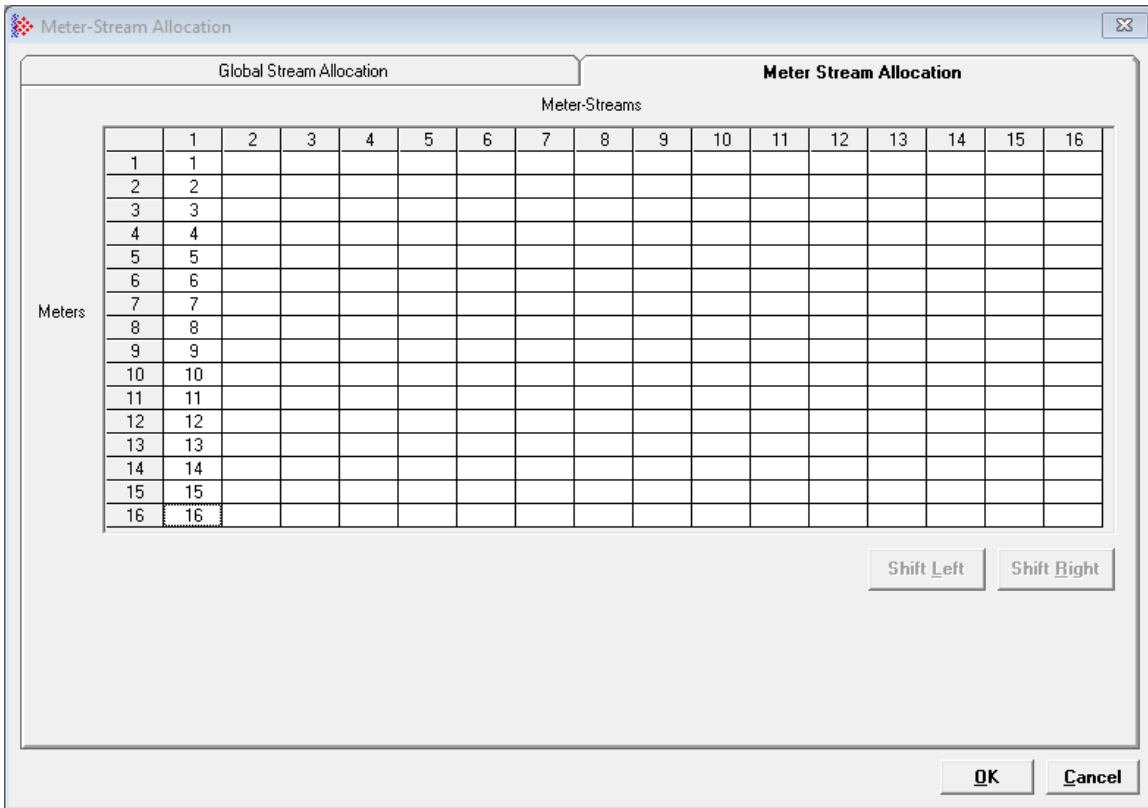 Meter-Stream Allocation
Global Stream Allocation Meter Stream Allocation
Meter-Streams
1 2 3 4 5 6 7 8 9 10 11 12 13 14 15 16
1 1
2 2
3 3
4 4
5 5
6 6
Meters
7 7
8 8
9 9
10 10
11 11
12 12
13 13
14 14
15 15
16 16
Shift Left Shift Right
OK Cancel